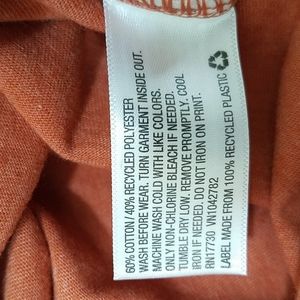 60% COTTON/ 40% RECYCLED POLYESTER
WASH BEFORE WEAR. TURN GARMENT INSIDE OUT.
MACHINE WASH COLD WITH LIKE COLORS.
ONLY NON-CHLORINE BLEACH IF NEEDED.
TUMBLE DRY LOW. REMOVE PROMPTLY. COOL
IRON IF NEEDED. DO NOT IRON ON PRINT.
RN17730 VN1042782
LABEL MADE FROM 100% RECYCLED PLASTIC